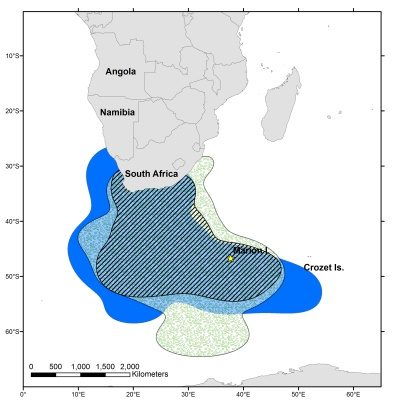 10°S
Angola
20°S
Namibia
30°S
South Africa
40°S
Marion I.
Crozet Is.
50°S
60°S
0 500 1,000 1,500 2,000
Kilometers
0° 10°E 20°E 30°E 40°E 50°E 60°E